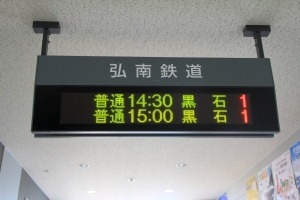 弘南鉄道
普通 14:30 黒 石 1
普通 15:00 黒 石 1